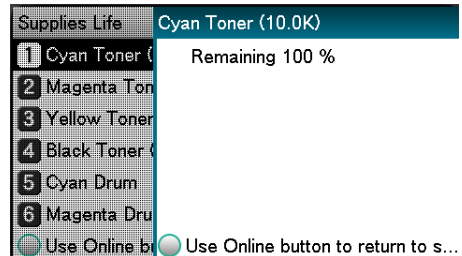 Supplies Life
1 Cyan Toner (
2 Magenta Ton
3 Yellow Toner
4 Black Toner (
5 Cyan Drum
6 Magenta Dru
Use Online b
Cyan Toner (10.0K)
Remaining 100 %
Use Online button to return to s...